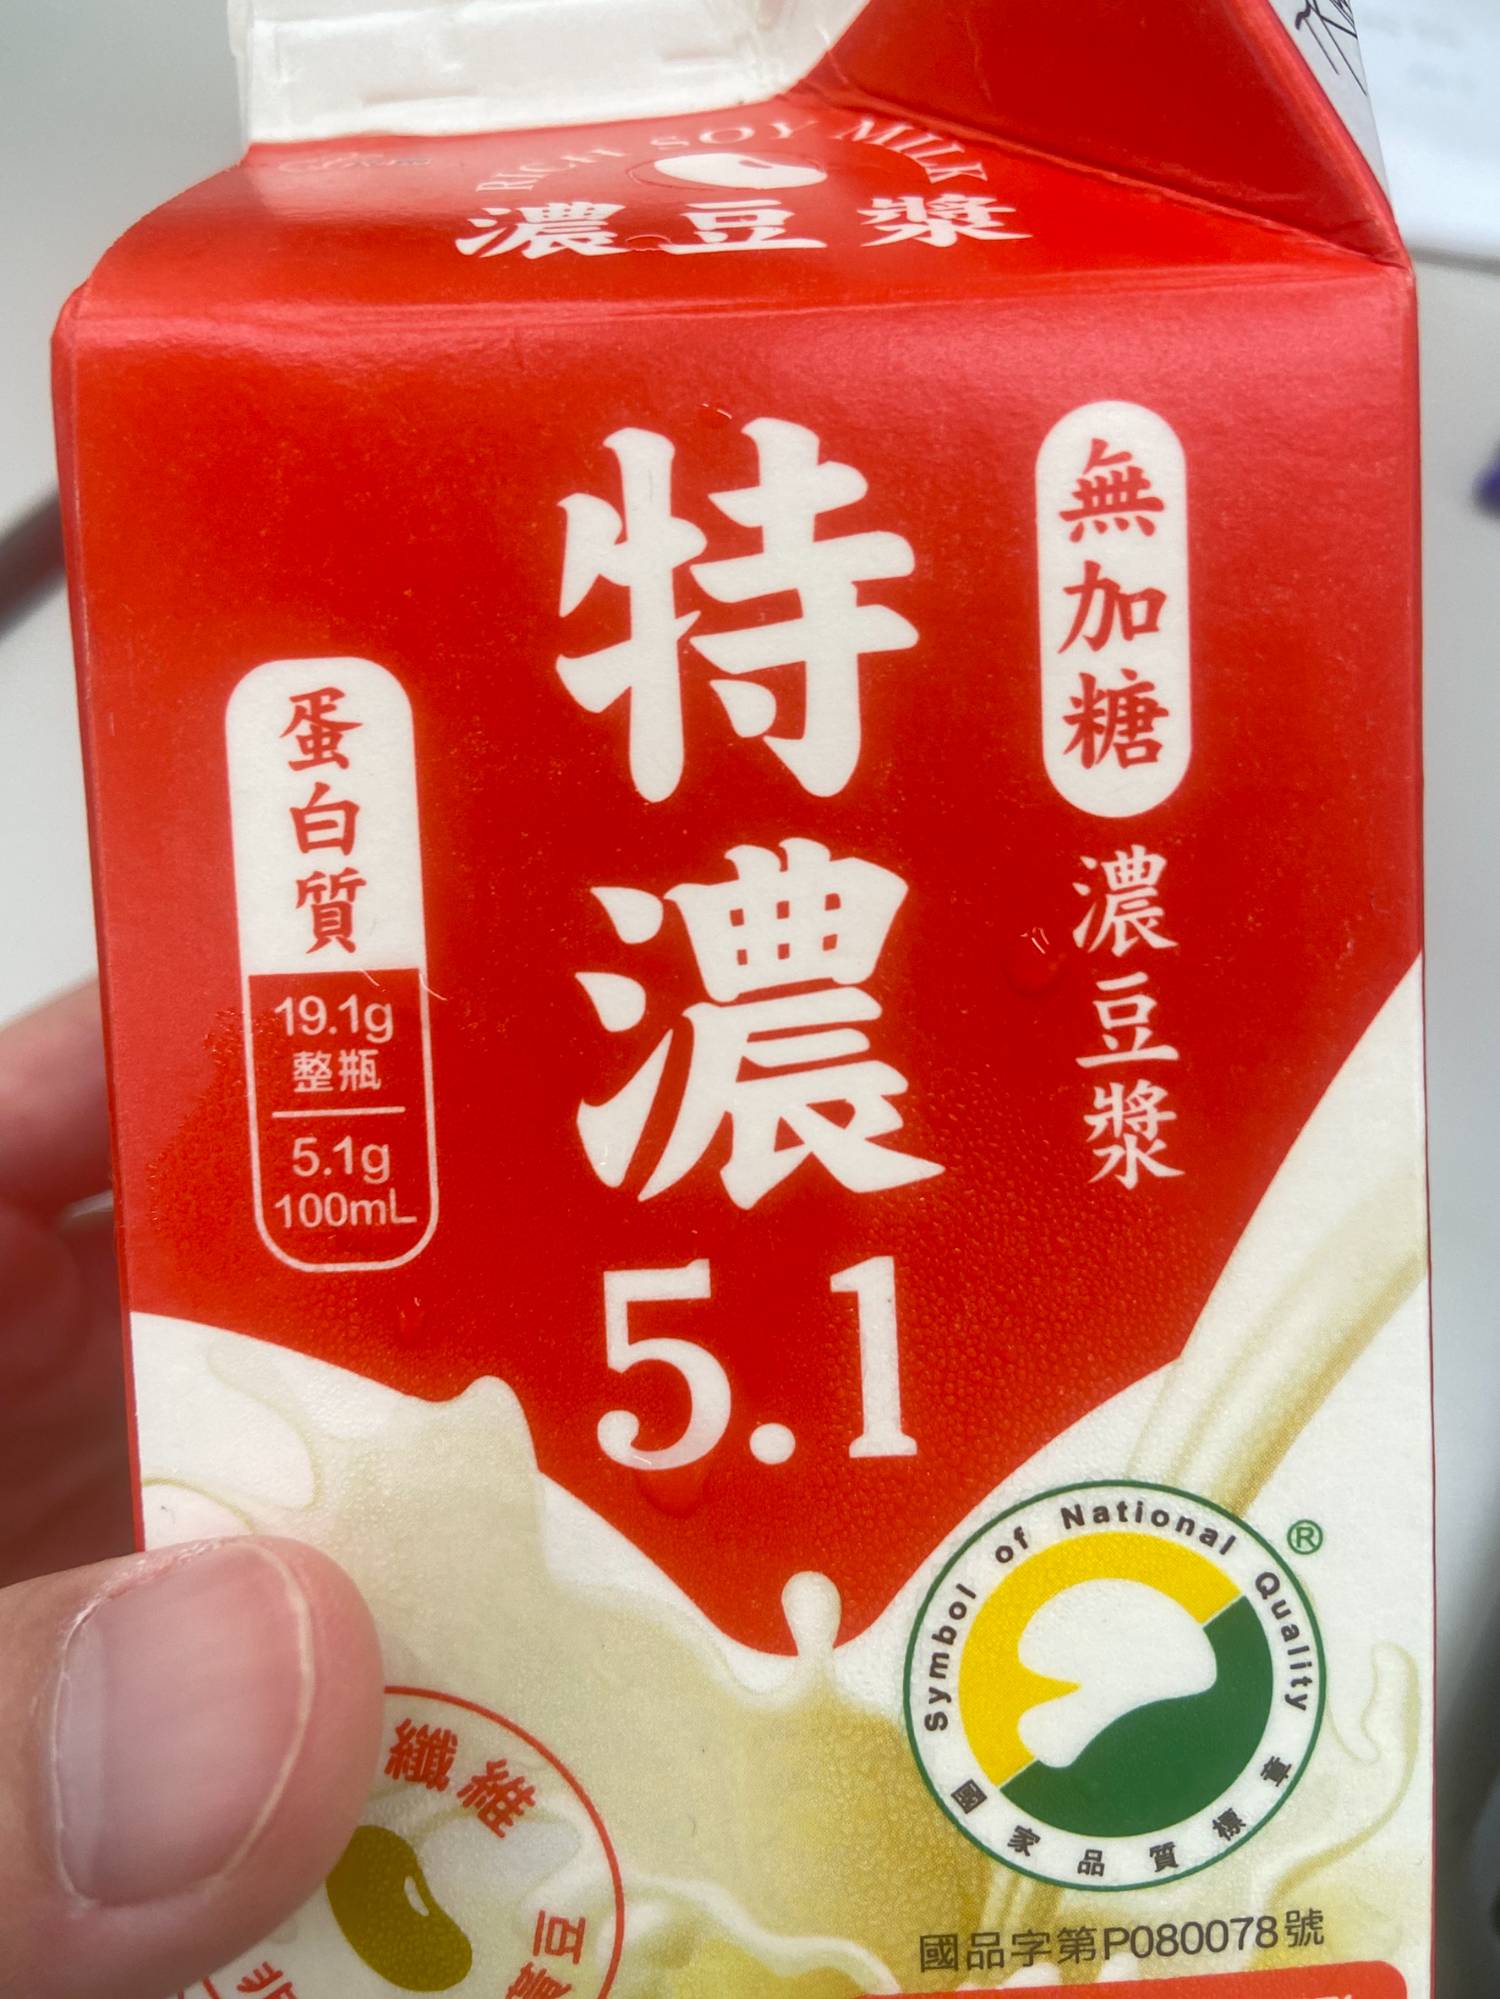 RICH SOY MILK
濃豆漿
特濃
5.1
無加糖
濃豆漿
蛋白質
19.1g
整瓶
5.1g
100mL
Symbol of National Quality
®
國家品質標章
國品字第P080078號
纖維